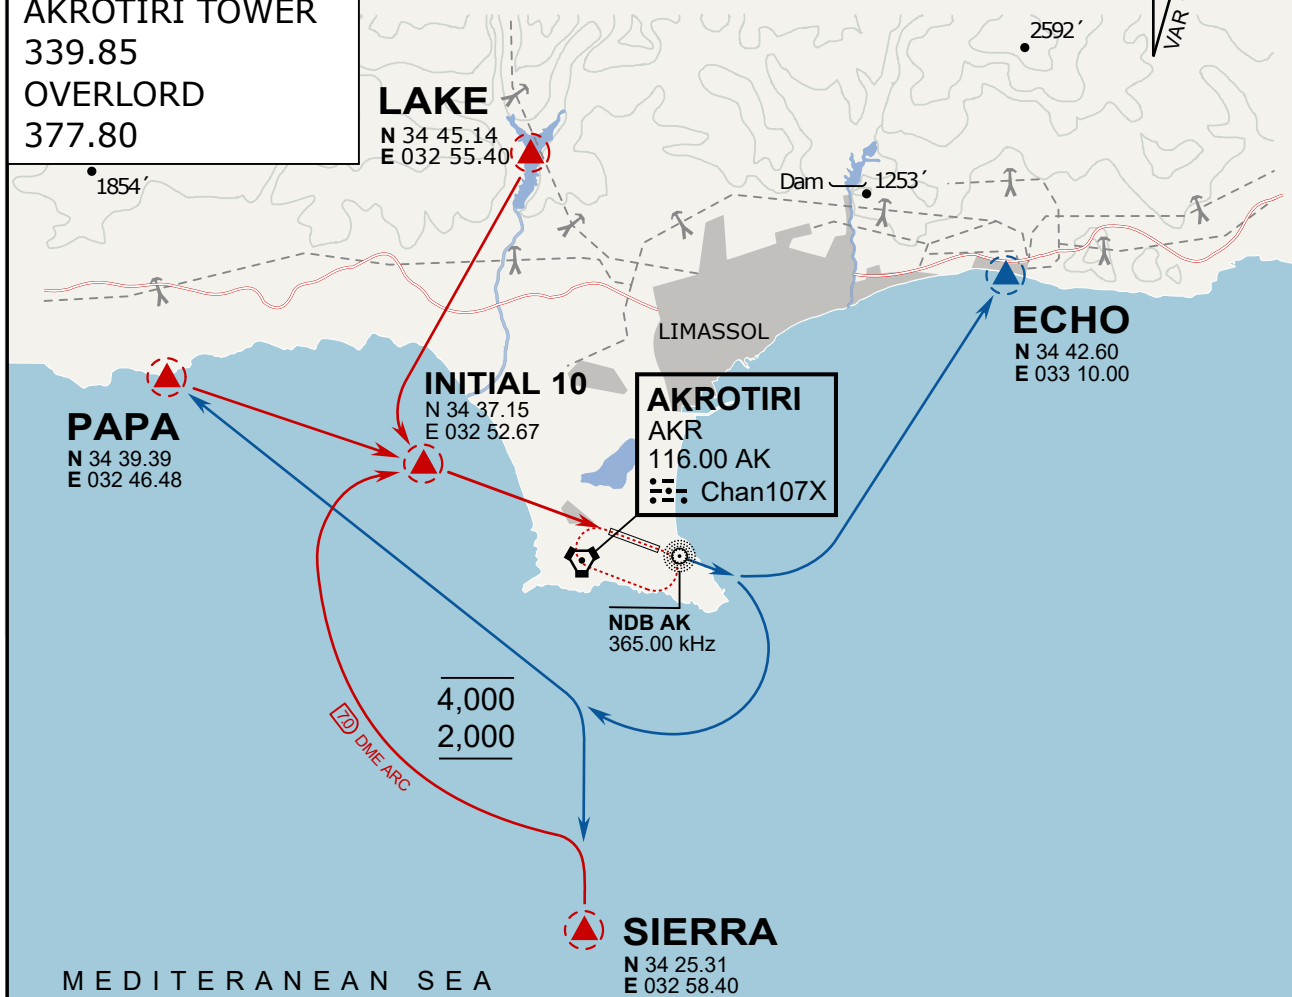 AKROTIRI TOWER
339.85
OVERLORD
377.80
VAR
2592´
LAKE
N 34 45.14
E 032 55.40
1854´
Dam
1253´
LIMASSOL
ECHO
N 34 42.60
E 033 10.00
INITIAL 10
N 34 37.15
E 032 52.67
AKROTIRI
AKR
116.00 AK
Chan107X
PAPA
N 34 39.39
E 032 46.48
NDB AK
365.00 kHz
4,000
2,000
7.0 DME ARC
SIERRA
N 34 25.31
E 032 58.40
MEDITERANEAN SEA